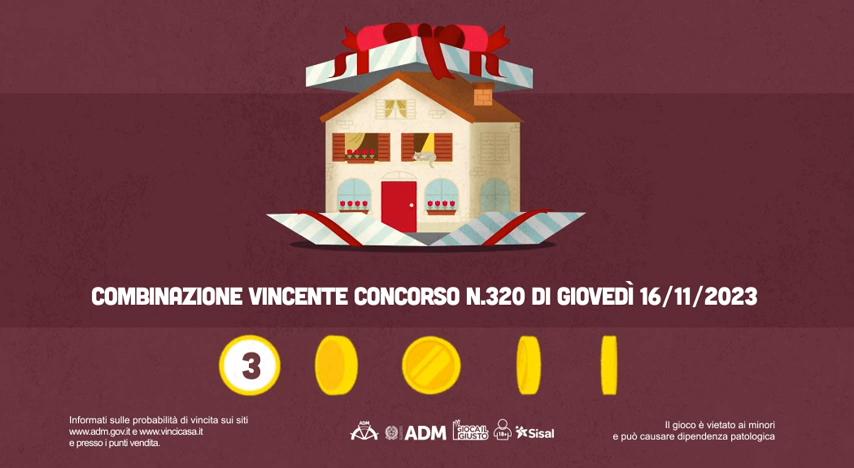 COMBINAZIONE VINCENTE CONCORSO N.320 DI GIOVEDÌ 16/11/2023
3
Informati sulle probabilità di vincita sui siti
www.adm.gov.it e www.vincicasa.it
e presso i punti vendita.
ADM
ADM
GIOCA IL
GIUSTO
18+
Sisal
Il gioco è vietato ai minori
e può causare dipendenza patologica